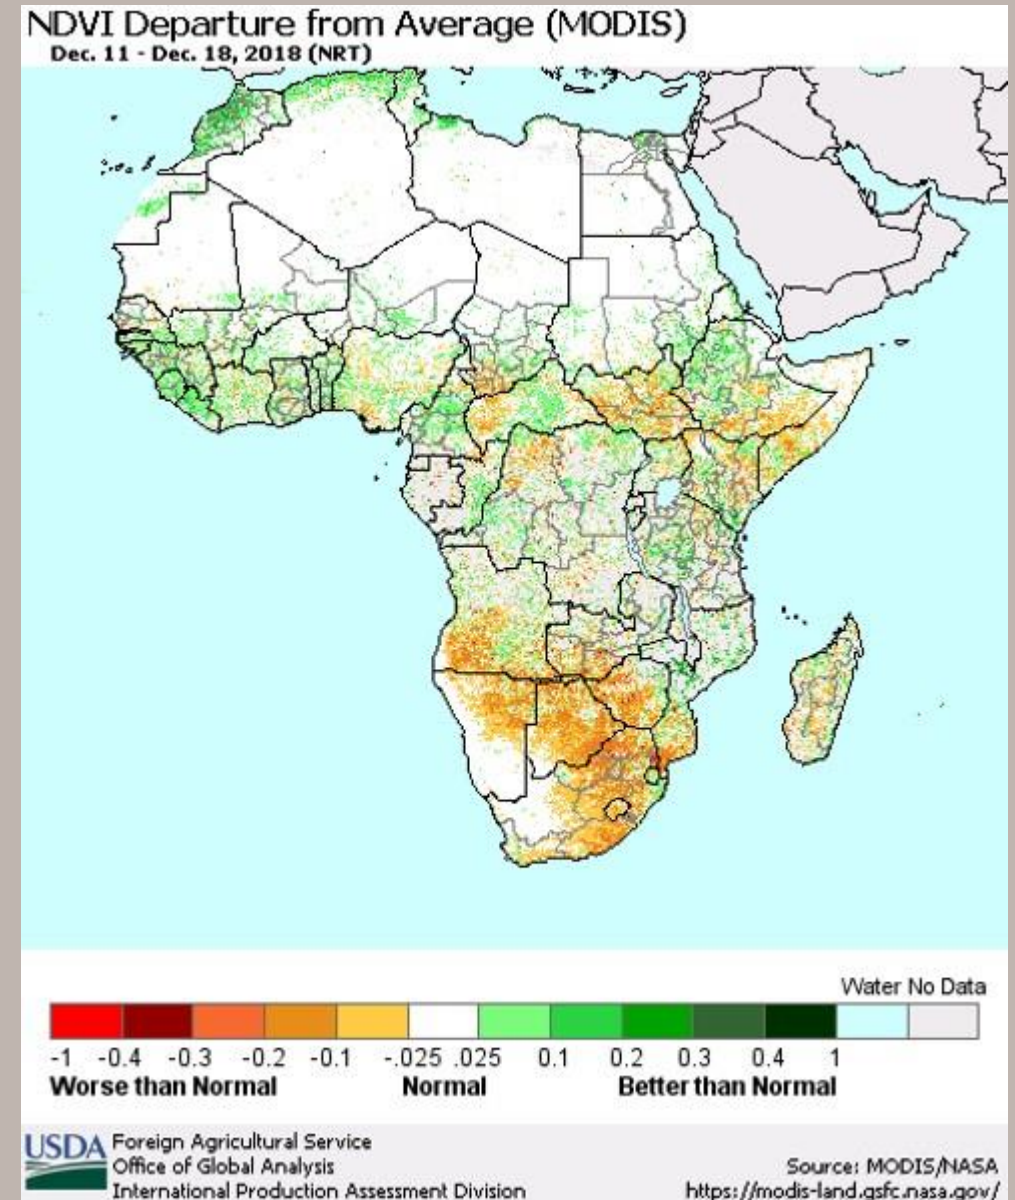 NDVI Departure from Average (MODIS)
Dec. 11 - Dec. 18, 2018 (NRT)
Water No Data
-1 -0.4 -0.3 -0.2 -0.1 -.025 .025 0.1 0.2 0.3 0.4 1
Worse than Normal Normal Better than Normal
USDA Foreign Agricultural Service
Office of Global Analysis
International Production Assessment Division
Source: MODIS/NASA
https://modis-land.gsfc.nasa.gov/